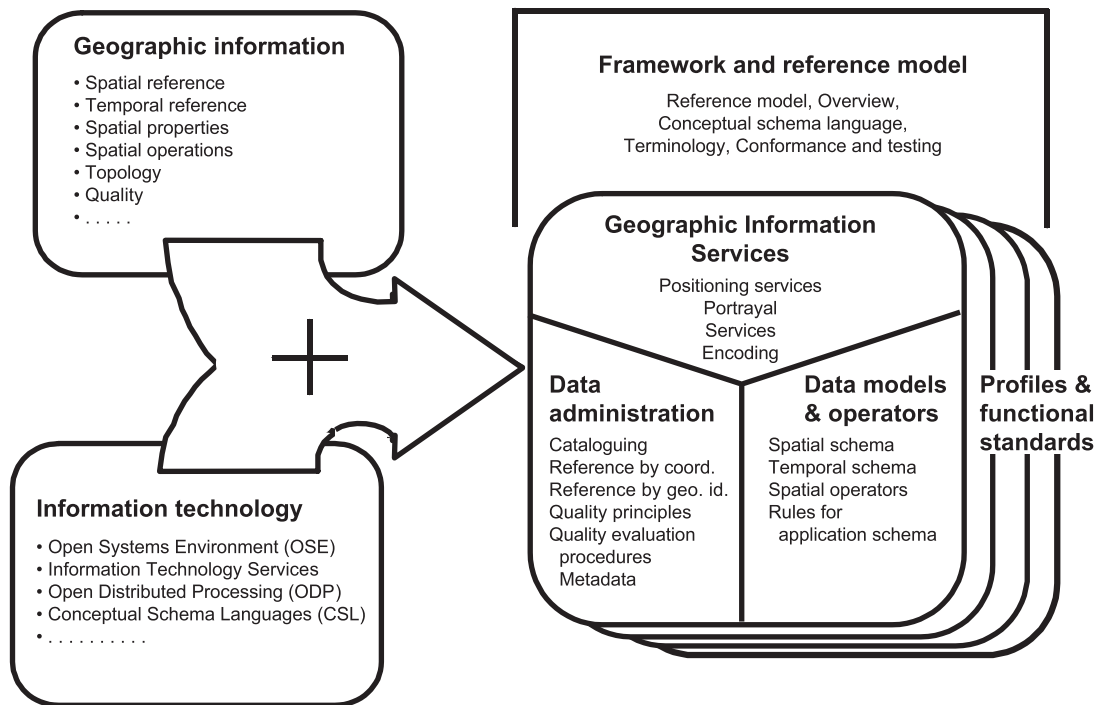 Geographic information
• Spatial reference
• Temporal reference
• Spatial properties
• Spatial operations
• Topology
• Quality
• . . . . .
Information technology
• Open Systems Environment (OSE)
• Information Technology Services
• Open Distributed Processing (ODP)
• Conceptual Schema Languages (CSL)
• . . . . . . . . . .
Framework and reference model
Reference model, Overview,
Conceptual schema language,
Terminology, Conformance and testing
Geographic Information
Services
Positioning services
Portrayal
Services
Encoding
Data
administration
Cataloguing
Reference by coord.
Reference by geo. id.
Quality principles
Quality evaluation
procedures
Metadata
Data models
& operators
Spatial schema
Temporal schema
Spatial operators
Rules for
application schema
Profiles &
functional
standards